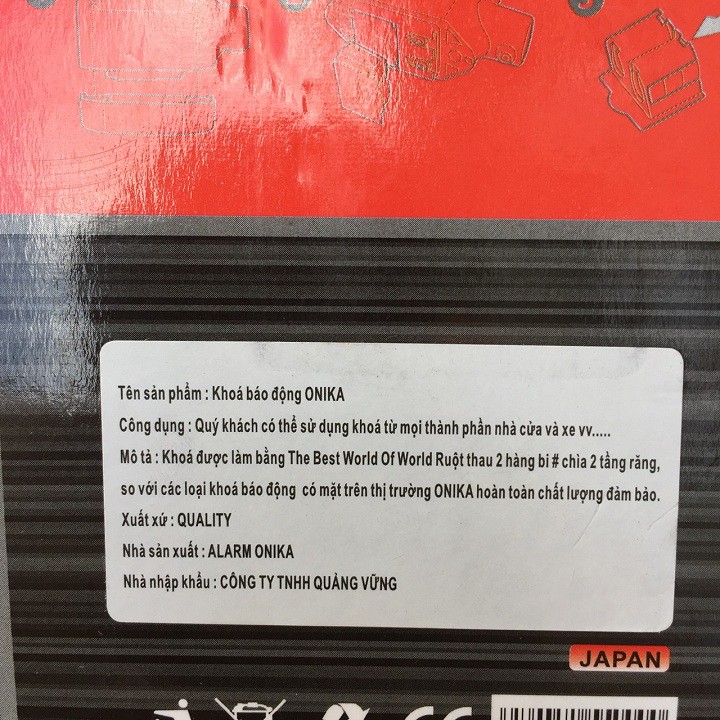 Tên sản phẩm : Khoá báo động ONIKA
Công dụng : Quý khách có thể sử dụng khoá từ mọi thành phần nhà cửa và xe vv.....
Mô tả : Khoá được làm bằng The Best World Of World Ruột thau 2 hàng bi # chìa 2 tầng răng,
so với các loại khoá báo động có mặt trên thị trường ONIKA hoàn toàn chất lượng đảm bảo.
Xuất xứ : QUALITY
Nhà sản xuất : ALARM ONIKA
Nhà nhập khẩu : CÔNG TY TNHH QUẢNG VỮNG
JAPAN